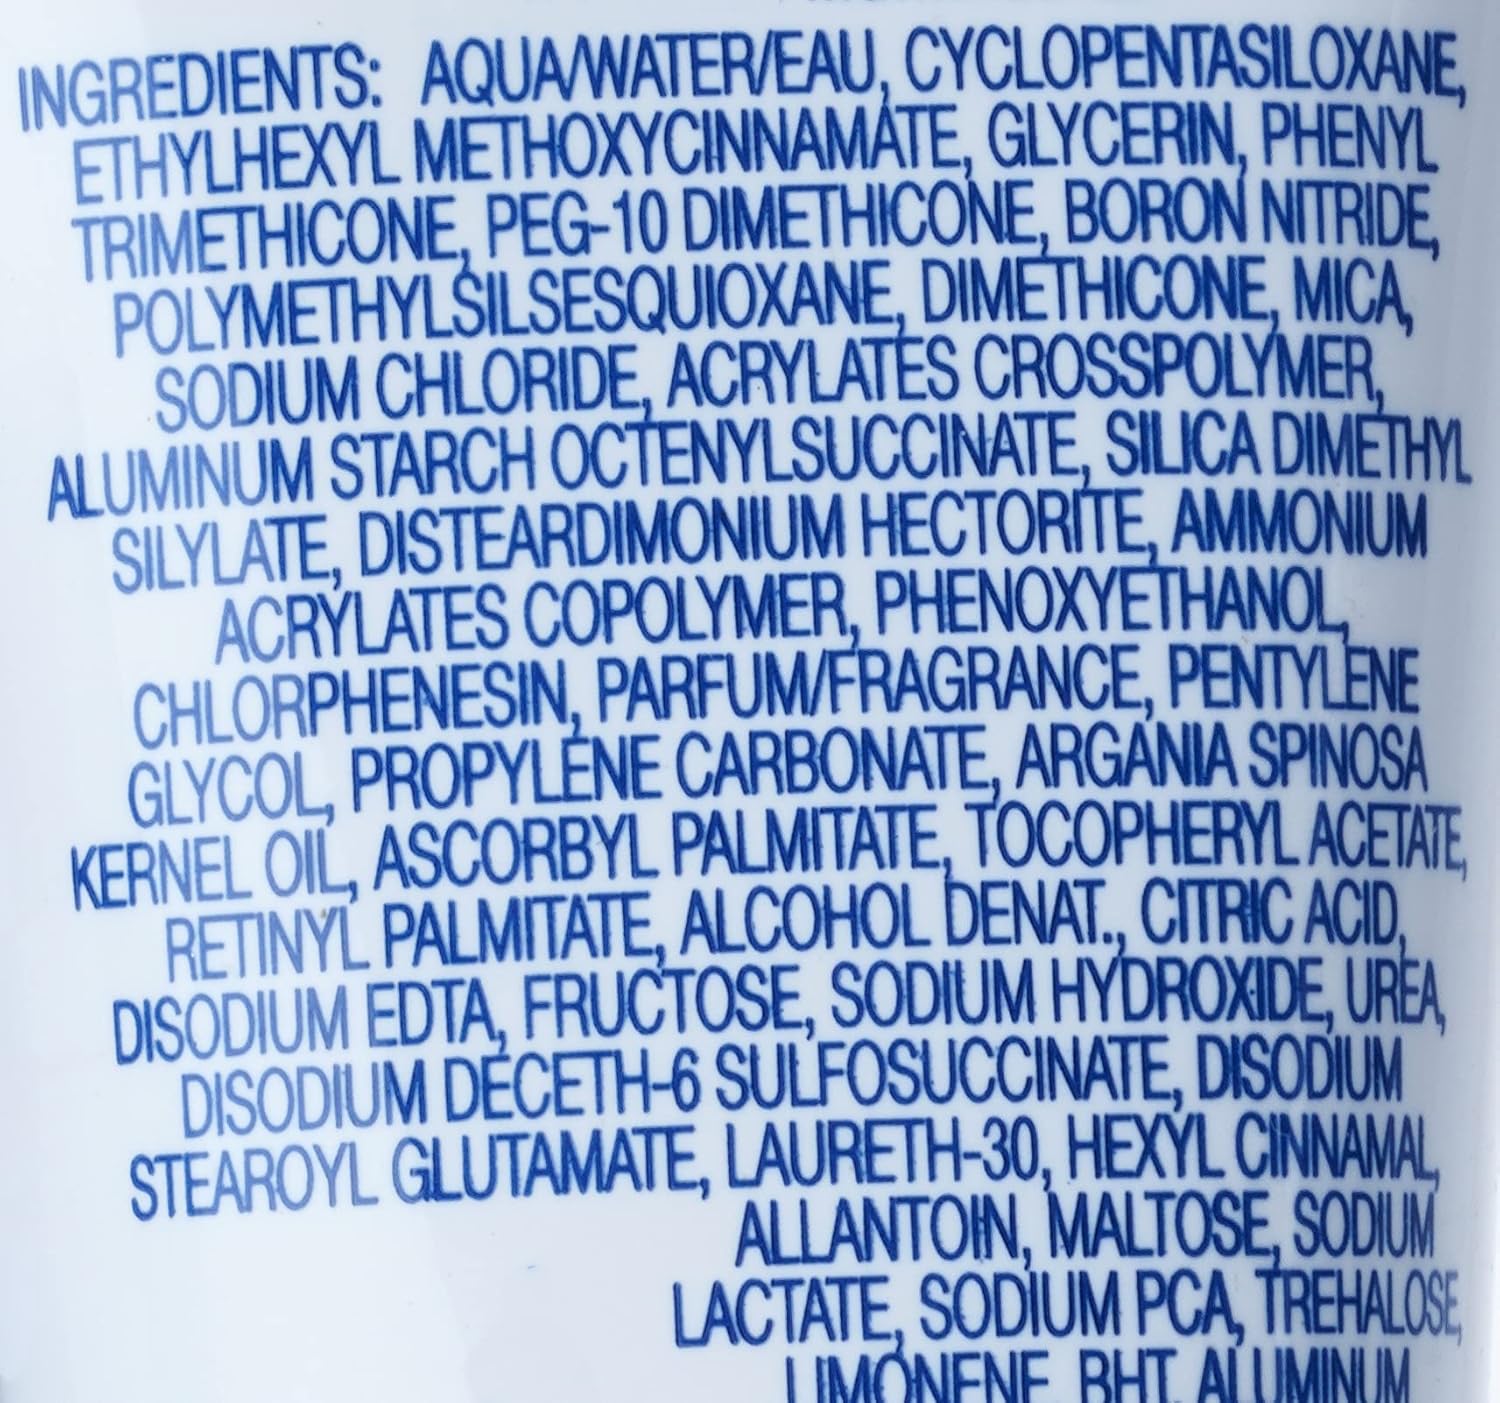 INGREDIENTS: AQUA/WATER/EAU, CYCLOPENTASILOXANE,
ETHYLHEXYL METHOXYCINNAMATE, GLYCERIN, PHENYL
TRIMETHICONE, PEG-10 DIMETHICONE, BORON NITRIDE,
POLYMETHYLSILSESQUIOXANE, DIMETHICONE, MICA,
SODIUM CHLORIDE, ACRYLATES CROSSPOLYMER,
ALUMINUM STARCH OCTENYLSUCCINATE, SILICA DIMETHYL
SILYLATE, DISTEARDIMONIUM HECTORITE, AMMONIUM
ACRYLATES COPOLYMER, PHENOXYETHANOL,
CHLORPHENESIN, PARFUM/FRAGRANCE, PENTYLENE
GLYCOL, PROPYLENE CARBONATE, ARGANIA SPINOSA
KERNEL OIL, ASCORBYL PALMITATE, TOCOPHERYL ACETATE,
RETINYL PALMITATE, ALCOHOL DENAT., CITRIC ACID,
DISODIUM EDTA, FRUCTOSE, SODIUM HYDROXIDE, UREA,
DISODIUM DECETH-6 SULFOSUCCINATE, DISODIUM
STEAROYL GLUTAMATE, LAURETH-30, HEXYL CINNAMAL,
ALLANTOIN, MALTOSE, SODIUM
LACTATE, SODIUM PCA, TREHALOSE,
LIMONENE, BHT, ALUMINUM